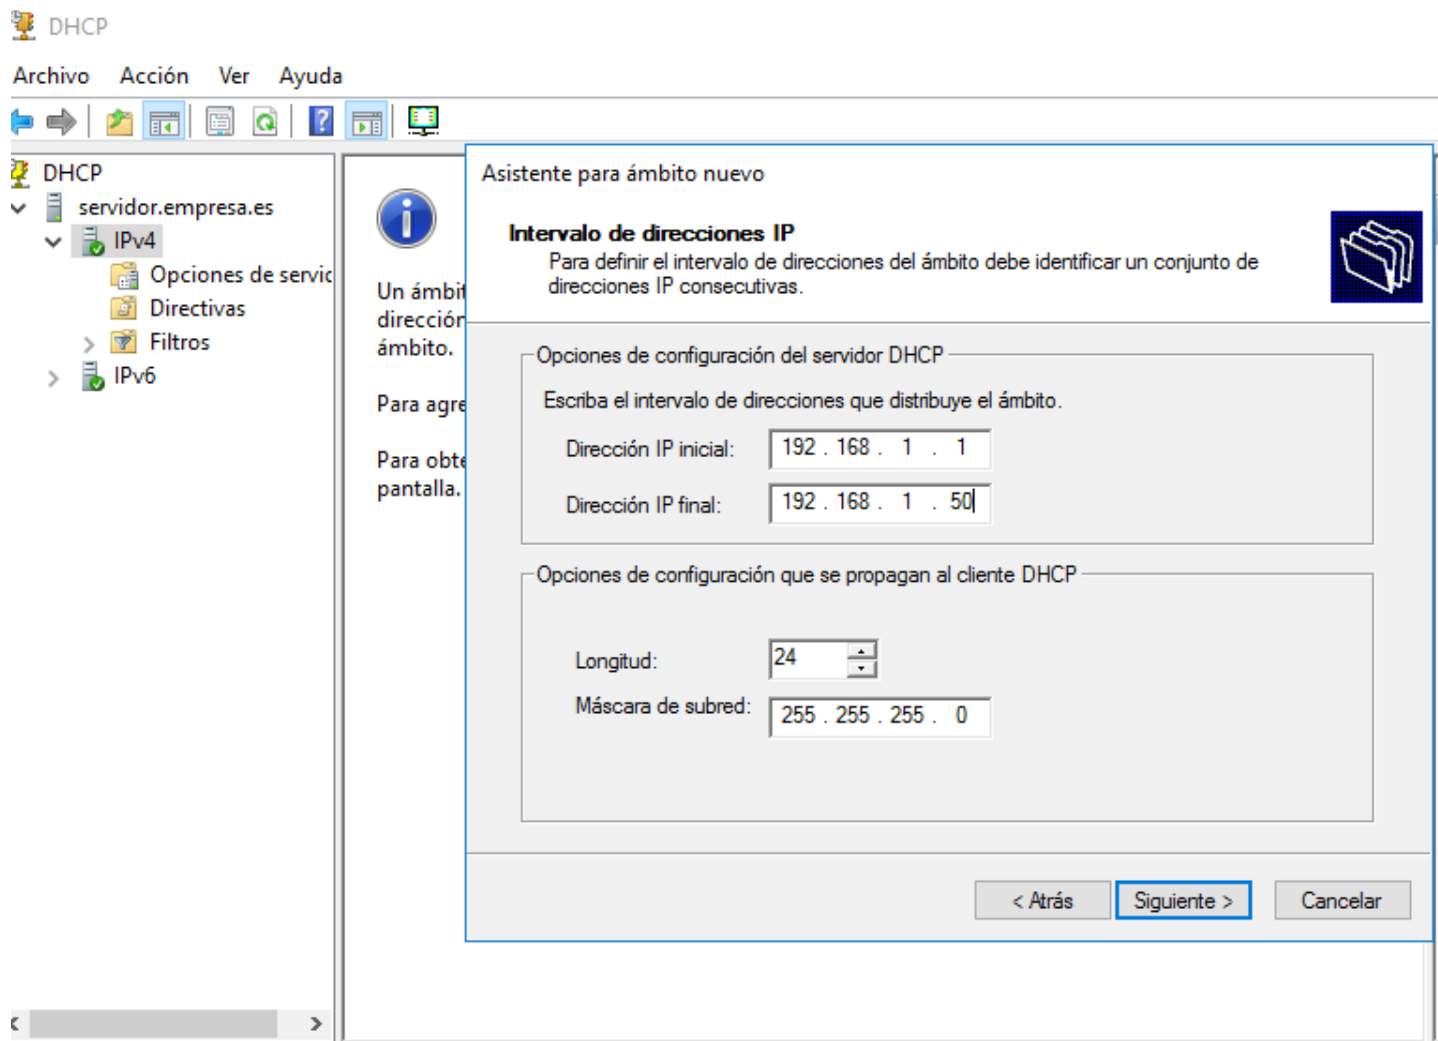 DHCP
Archivo Acción Ver Ayuda
DHCP
servidor.empresa.es
IPv4
Opciones de servic
Directivas
Filtros
IPv6
Un ámbit
dirección
ámbito.
Para agre
Para obte
pantalla.
Asistente para ámbito nuevo
Intervalo de direcciones IP
Para definir el intervalo de direcciones del ámbito debe identificar un conjunto de
direcciones IP consecutivas.
Opciones de configuración del servidor DHCP
Escriba el intervalo de direcciones que distribuye el ámbito.
Dirección IP inicial: 192 . 168 . 1 . 1
Dirección IP final: 192 . 168 . 1 . 50
Opciones de configuración que se propagan al cliente DHCP
Longitud: 24
Máscara de subred: 255 . 255 . 255 . 0
< Atrás Siguiente > Cancelar